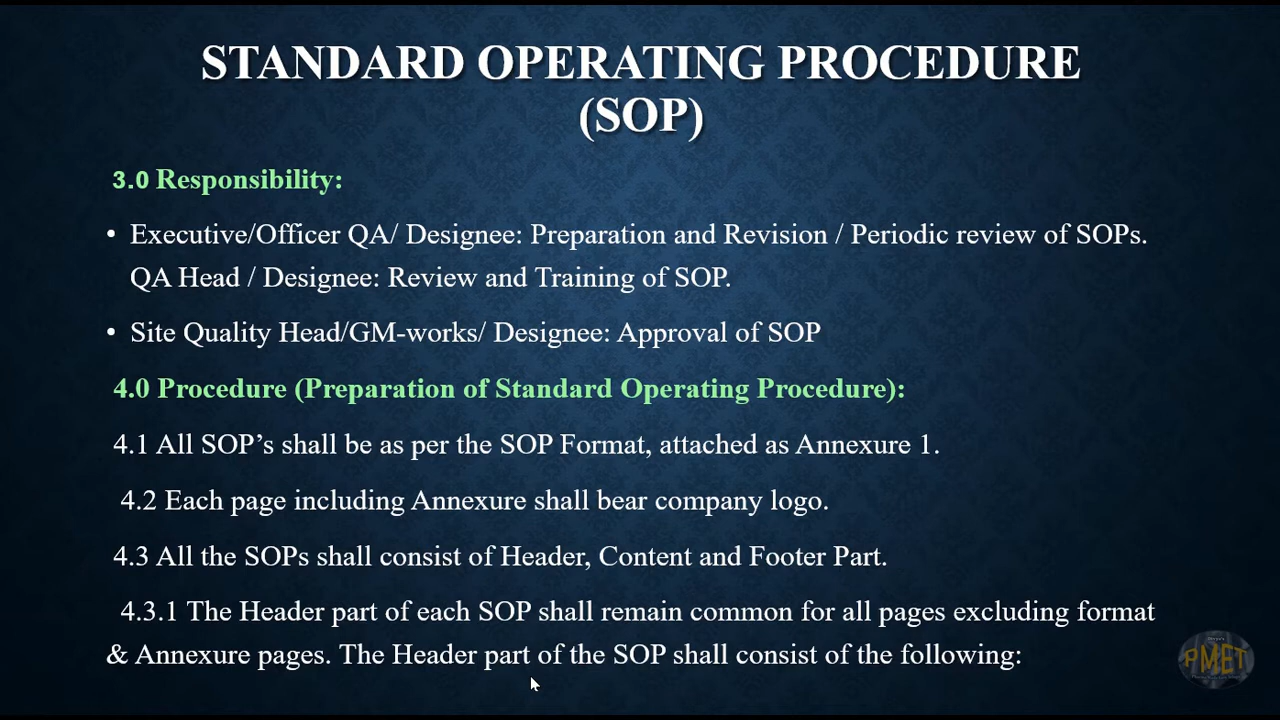 STANDARD OPERATING PROCEDURE
(SOP)
3.0 Responsibility:
• Executive/Officer QA/ Designee: Preparation and Revision / Periodic review of SOPs.
QA Head / Designee: Review and Training of SOP.
• Site Quality Head/GM-works/ Designee: Approval of SOP
4.0 Procedure (Preparation of Standard Operating Procedure):
4.1 All SOP’s shall be as per the SOP Format, attached as Annexure 1.
4.2 Each page including Annexure shall bear company logo.
4.3 All the SOPs shall consist of Header, Content and Footer Part.
4.3.1 The Header part of each SOP shall remain common for all pages excluding format
& Annexure pages. The Header part of the SOP shall consist of the following:
PMET